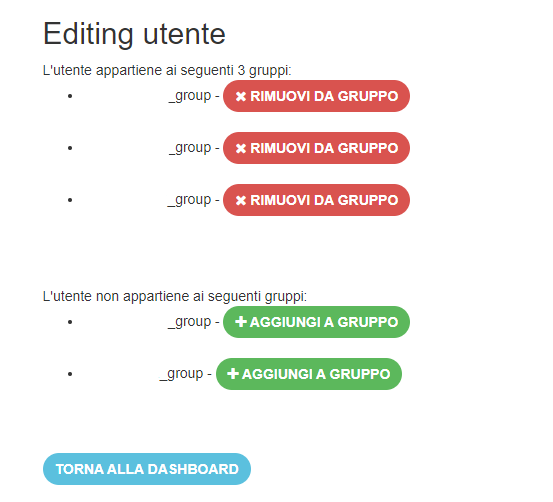 Editing utente
L'utente appartiene ai seguenti 3 gruppi:
_group - ✖ RIMUOVI DA GRUPPO
_group - ✖ RIMUOVI DA GRUPPO
_group - ✖ RIMUOVI DA GRUPPO
L'utente non appartiene ai seguenti gruppi:
_group - ✚ AGGIUNGI A GRUPPO
_group - ✚ AGGIUNGI A GRUPPO
TORNA ALLA DASHBOARD